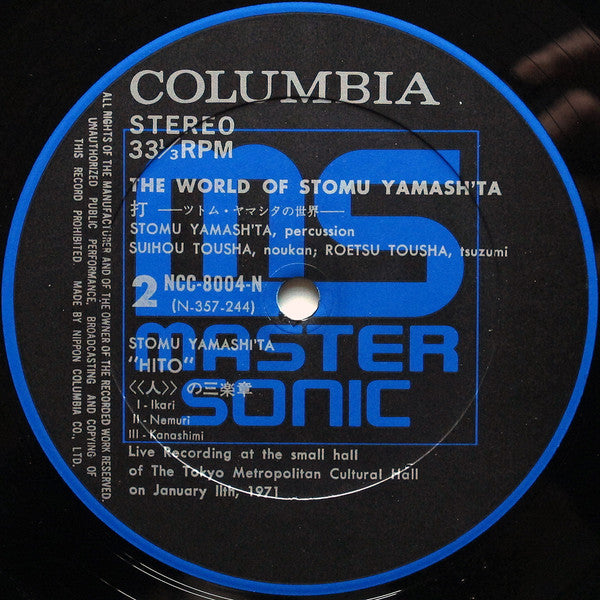 COLUMBIA
STEREO
33⅓RPM
MS
THE WORLD OF STOMU YAMASH'TA
打 ——ツトム・ヤマシタの世界——
STOMU YAMASH'TA, percussion
SUIHOU TOUSHA, noukan; ROETSU TOUSHA, tsuzumi
2 NCC-8004-N
(N-357-244)
MASTER
SONIC
STOMU YAMASHI'TA
"HITO"
《人》の三楽章
I - Ikari
II - Nemuri
III - Kanashimi
Live Recording at the small hall
of The Tokyo Metropolitan Cultural Hall
on January 11th, 1971
ALL RIGHTS OF THE MANUFACTURER AND OF THE OWNER OF THE RECORDED WORK RESERVED.
UNAUTHORIZED PUBLIC PERFORMANCE, BROADCASTING AND COPYING OF
THIS RECORD PROHIBITED. MADE BY NIPPON COLUMBIA CO., LTD.